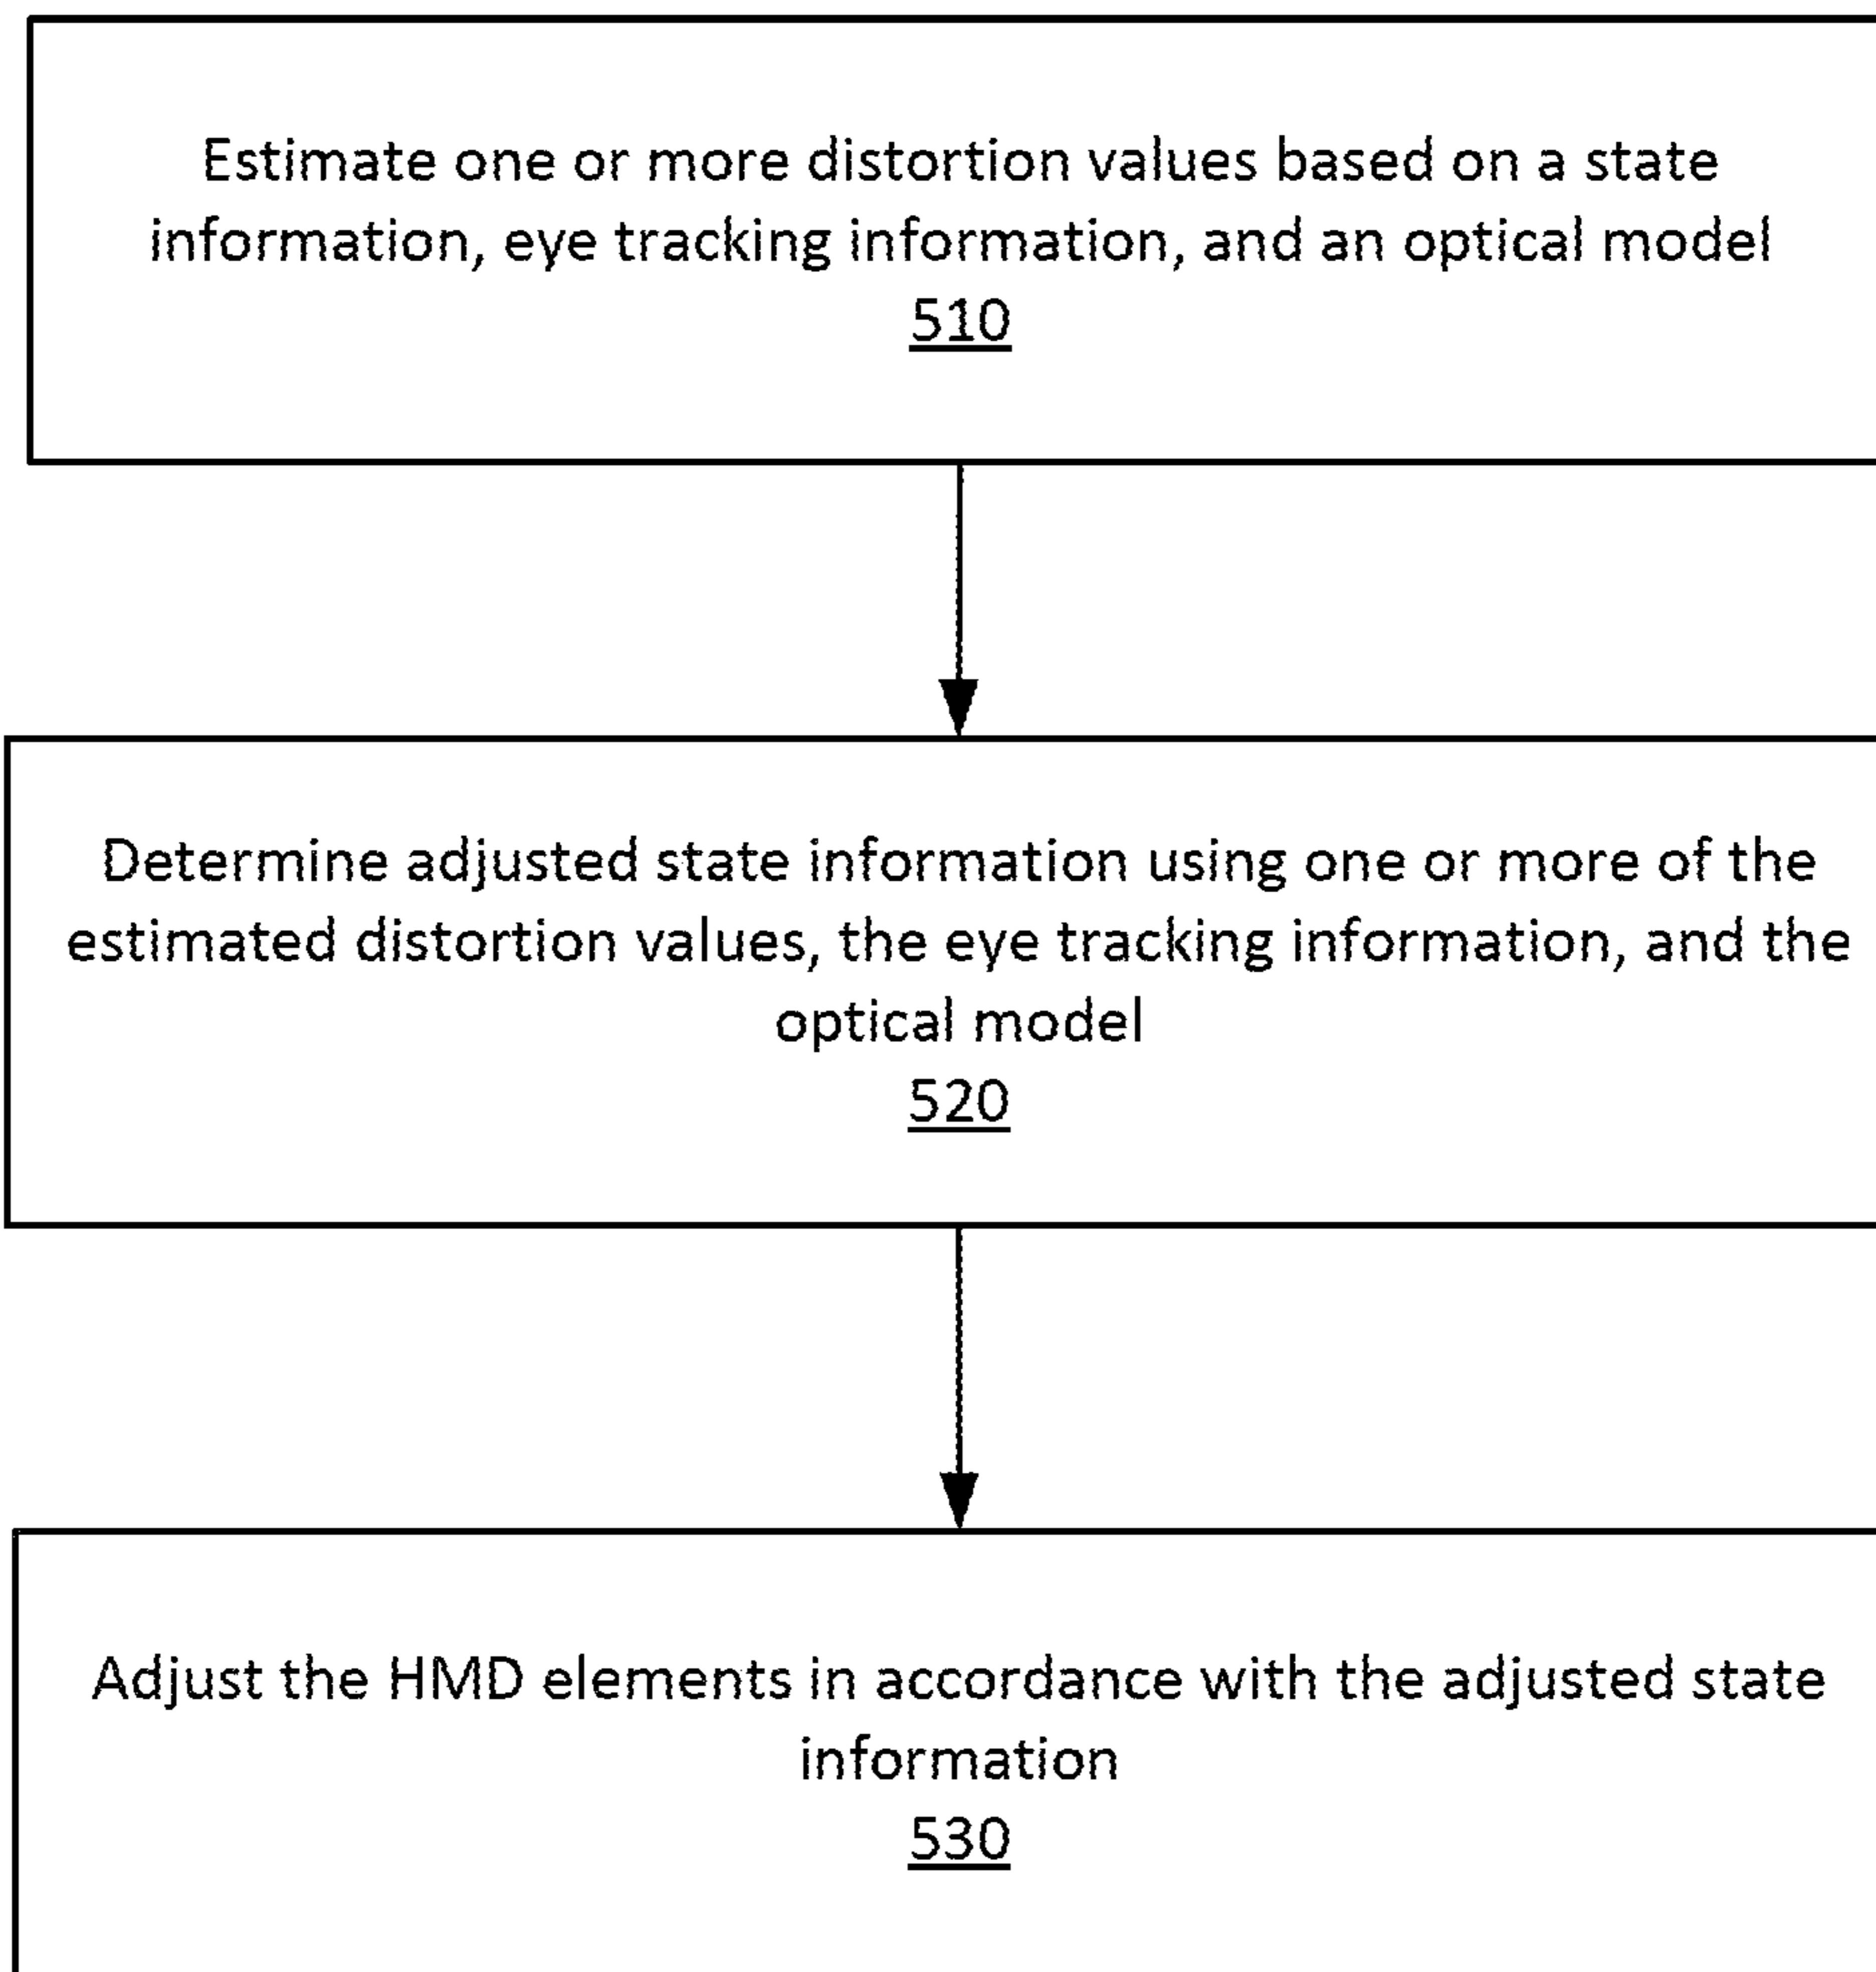 Estimate one or more distortion values based on a state
information, eye tracking information, and an optical model
510
Determine adjusted state information using one or more of the
estimated distortion values, the eye tracking information, and the
optical model
520
Adjust the HMD elements in accordance with the adjusted state
information
530